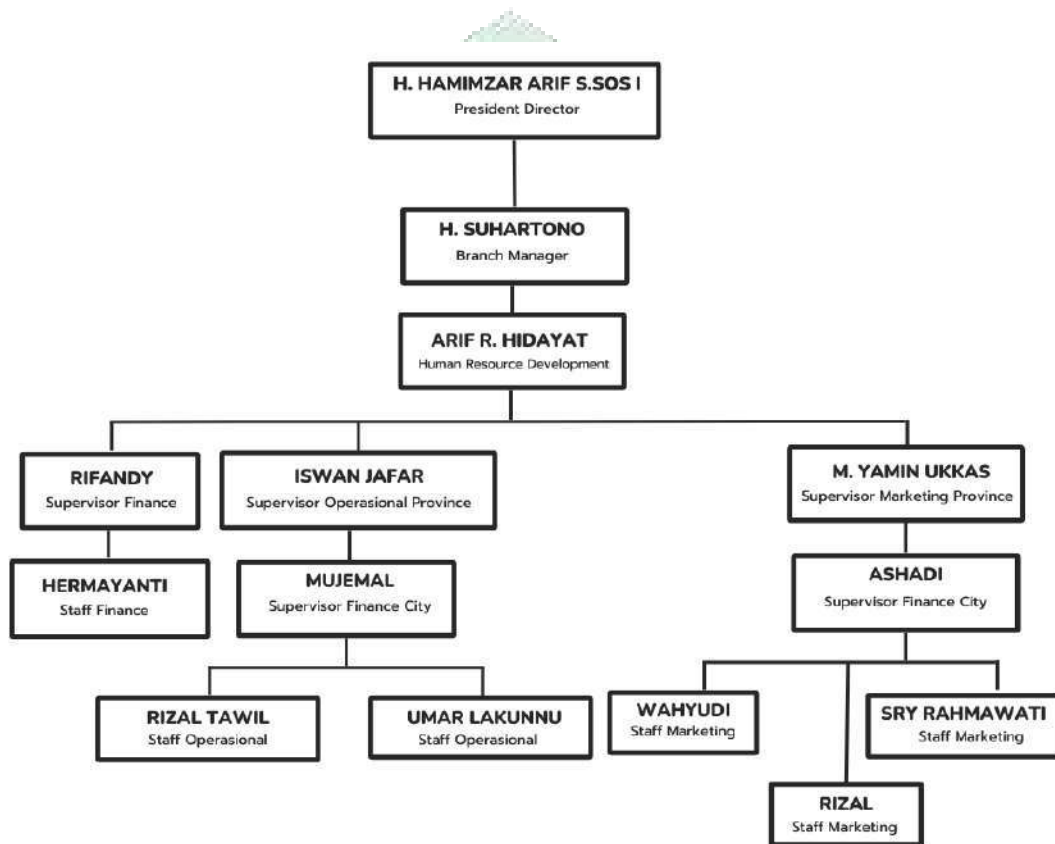 H. HAMIMZAR ARIF S.SOS I
President Director
H. SUHARTONO
Branch Manager
ARIF R. HIDAYAT
Human Resource Development
RIFANDY
Supervisor Finance
ISWAN JAFAR
Supervisor Operasional Province
M. YAMIN UKKAS
Supervisor Marketing Province
HERMAYANTI
Staff Finance
MUJEMAL
Supervisor Finance City
ASHADI
Supervisor Finance City
RIZAL TAWIL
Staff Operasional
UMAR LAKUNNU
Staff Operasional
WAHYUDI
Staff Marketing
SRY RAHMAWATI
Staff Marketing
RIZAL
Staff Marketing